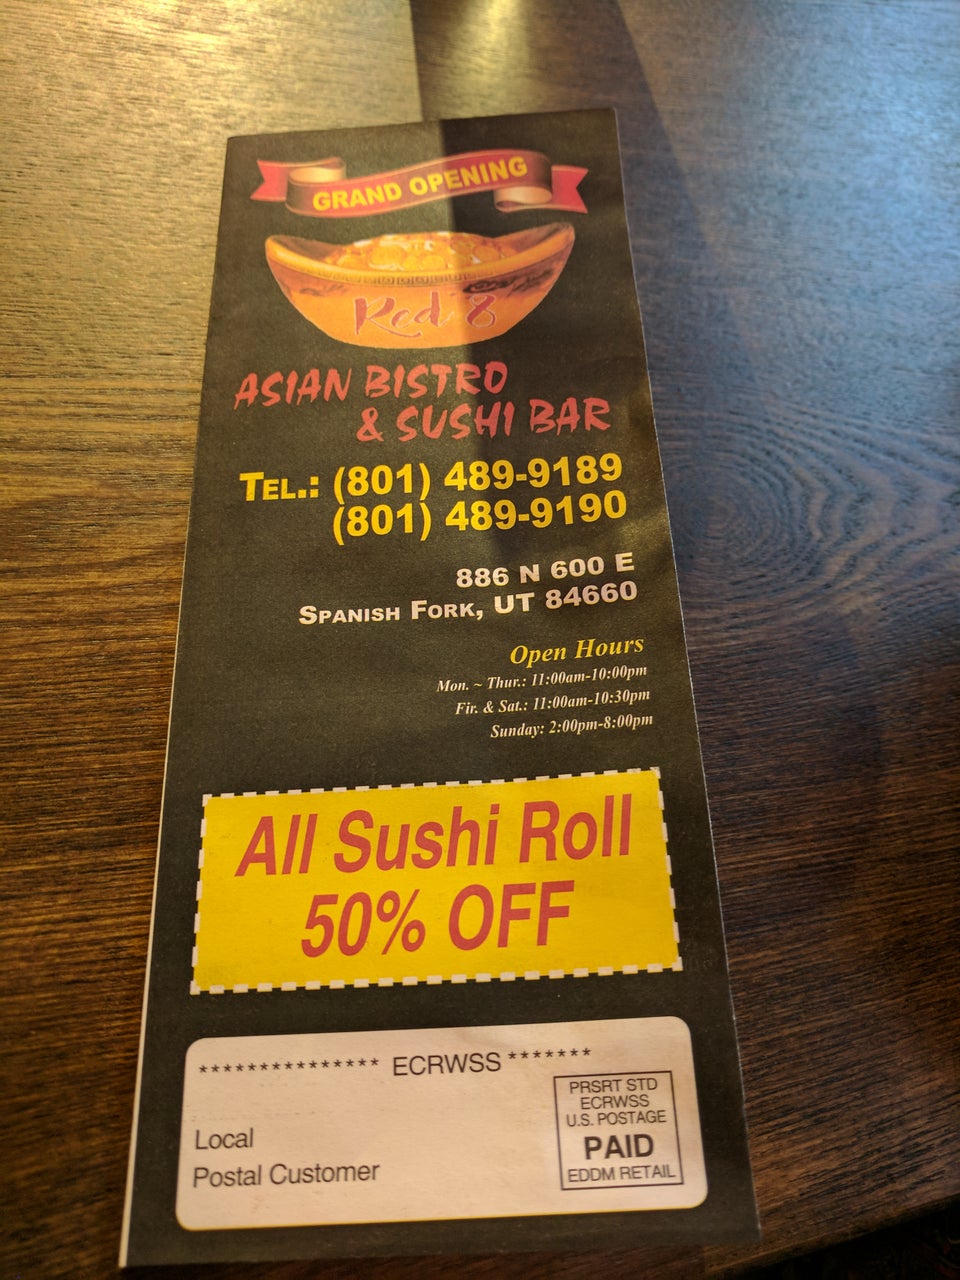 GRAND OPENING
Red 8
ASIAN BISTRO
& SUSHI BAR
TEL.: (801) 489-9189
(801) 489-9190
886 N 600 E
SPANISH FORK, UT 84660
Open Hours
Mon. ~ Thur.: 11:00am-10:00pm
Fir. & Sat.: 11:00am-10:30pm
Sunday: 2:00pm-8:00pm
All Sushi Roll
50% OFF
*************** ECRWSS *******
PRSRT STD
ECRWSS
U.S. POSTAGE
PAID
EDDM RETAIL
Local
Postal Customer